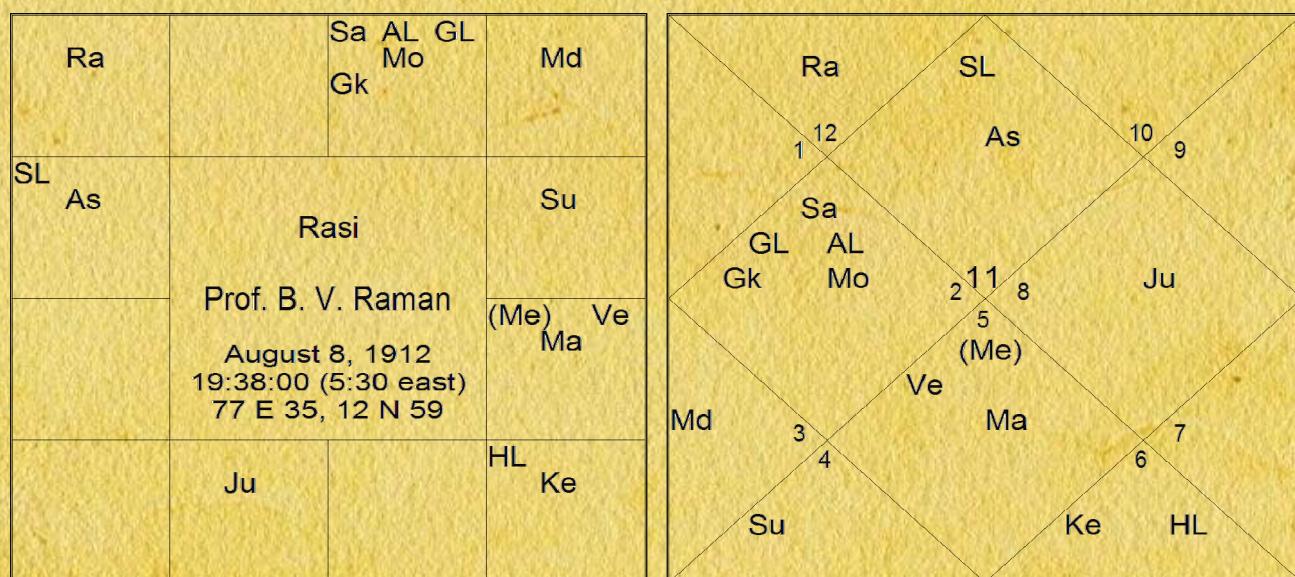 Sa AL GL
Ra Mo Md
Gk
SL
As Su
Rasi
Prof. B. V. Raman
(Me) Ve
Ma
August 8, 1912
19:38:00 (5:30 east)
77 E 35, 12 N 59
HL
Ju Ke
Ra SL
As
12 10
1 9
Sa
GL AL
Gk Mo Ju
11
2 8
5
(Me)
Ve
Md Ma
3 7
4 6
Su Ke HL